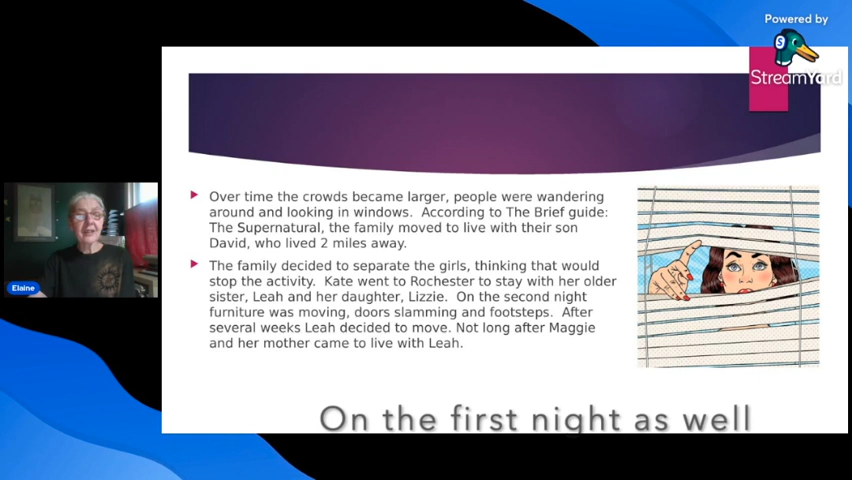 Powered by
StreamYard
Over time the crowds became larger, people were wandering
around and looking in windows.  According to The Brief guide:
The Supernatural, the family moved to live with their son
David, who lived 2 miles away.
The family decided to separate the girls, thinking that would
stop the activity.  Kate went to Rochester to stay with her older
sister, Leah and her daughter, Lizzie.  On the second night
furniture was moving, doors slamming and footsteps.  After
several weeks Leah decided to move. Not long after Maggie
and her mother came to live with Leah.
Elaine
On the first night as well